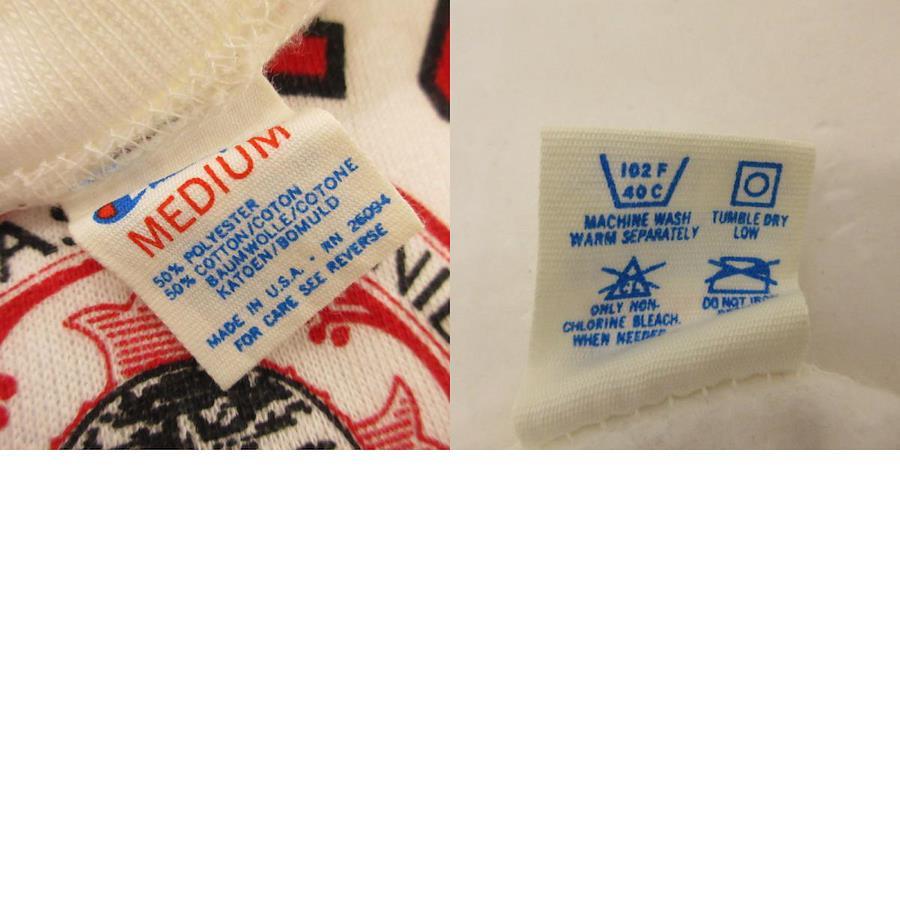 MEDIUM
50% POLYESTER
50% COTTON/COTON
BAUMWOLLE/COTONE
KATOEN/BOMULD
MADE IN U.S.A. · RN 26094
FOR CARE SEE REVERSE
102 F
40 C
MACHINE WASH
WARM SEPARATELY
TUMBLE DRY
LOW
CL
ONLY NON-
CHLORINE BLEACH.
WHEN NEEDED
DO NOT IRON